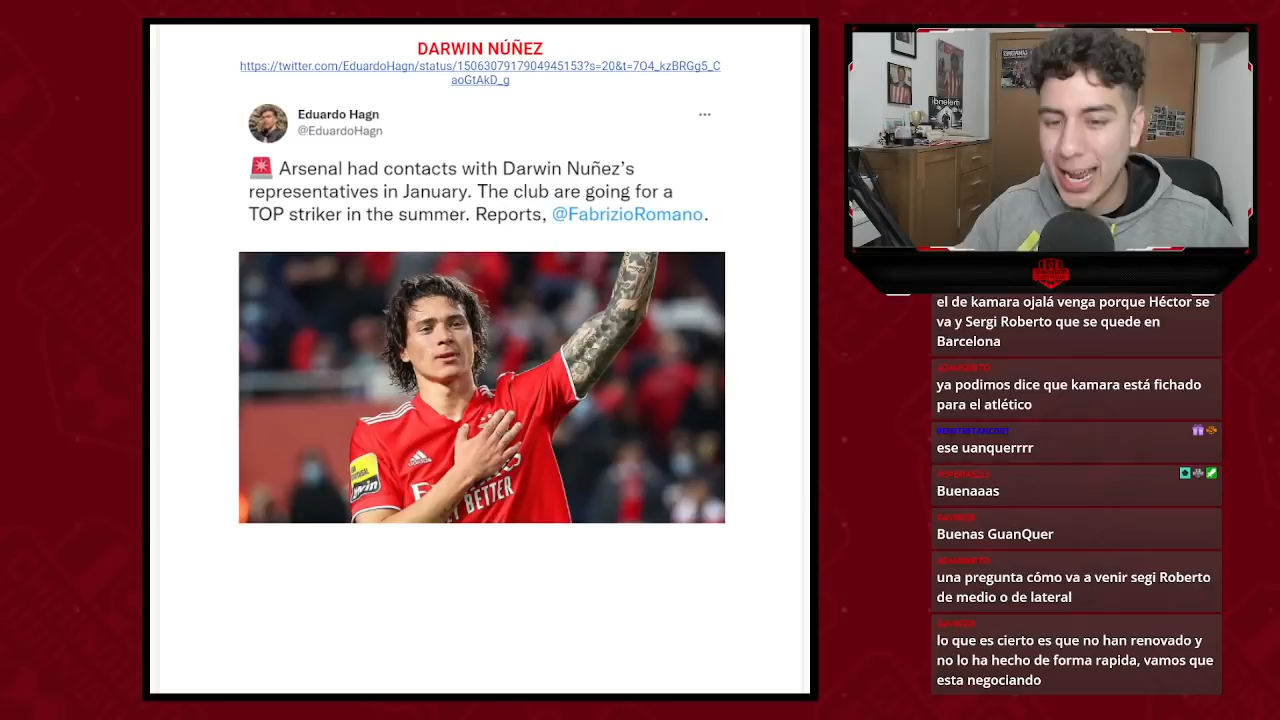 DARWIN NÚÑEZ
https://twitter.com/EduardoHagn/status/1506307917904945153?s=20&t=7O4_kzBRGg5_C
aoGtAkD_g
Eduardo Hagn
@EduardoHagn
Arsenal had contacts with Darwin Nuñez’s
representatives in January. The club are going for a
TOP striker in the summer. Reports, @FabrizioRomano.
BETTER
el de kamara ojalá venga porque Héctor se
va y Sergi Roberto que se quede en
Barcelona
ya podimos dice que kamara está fichado
para el atlético
ese uanquerrr
Buenaaas
Buenas GuanQuer
una pregunta cómo va a venir segi Roberto
de medio o de lateral
lo que es cierto es que no han renovado y
no lo ha hecho de forma rapida, vamos que
esta negociando